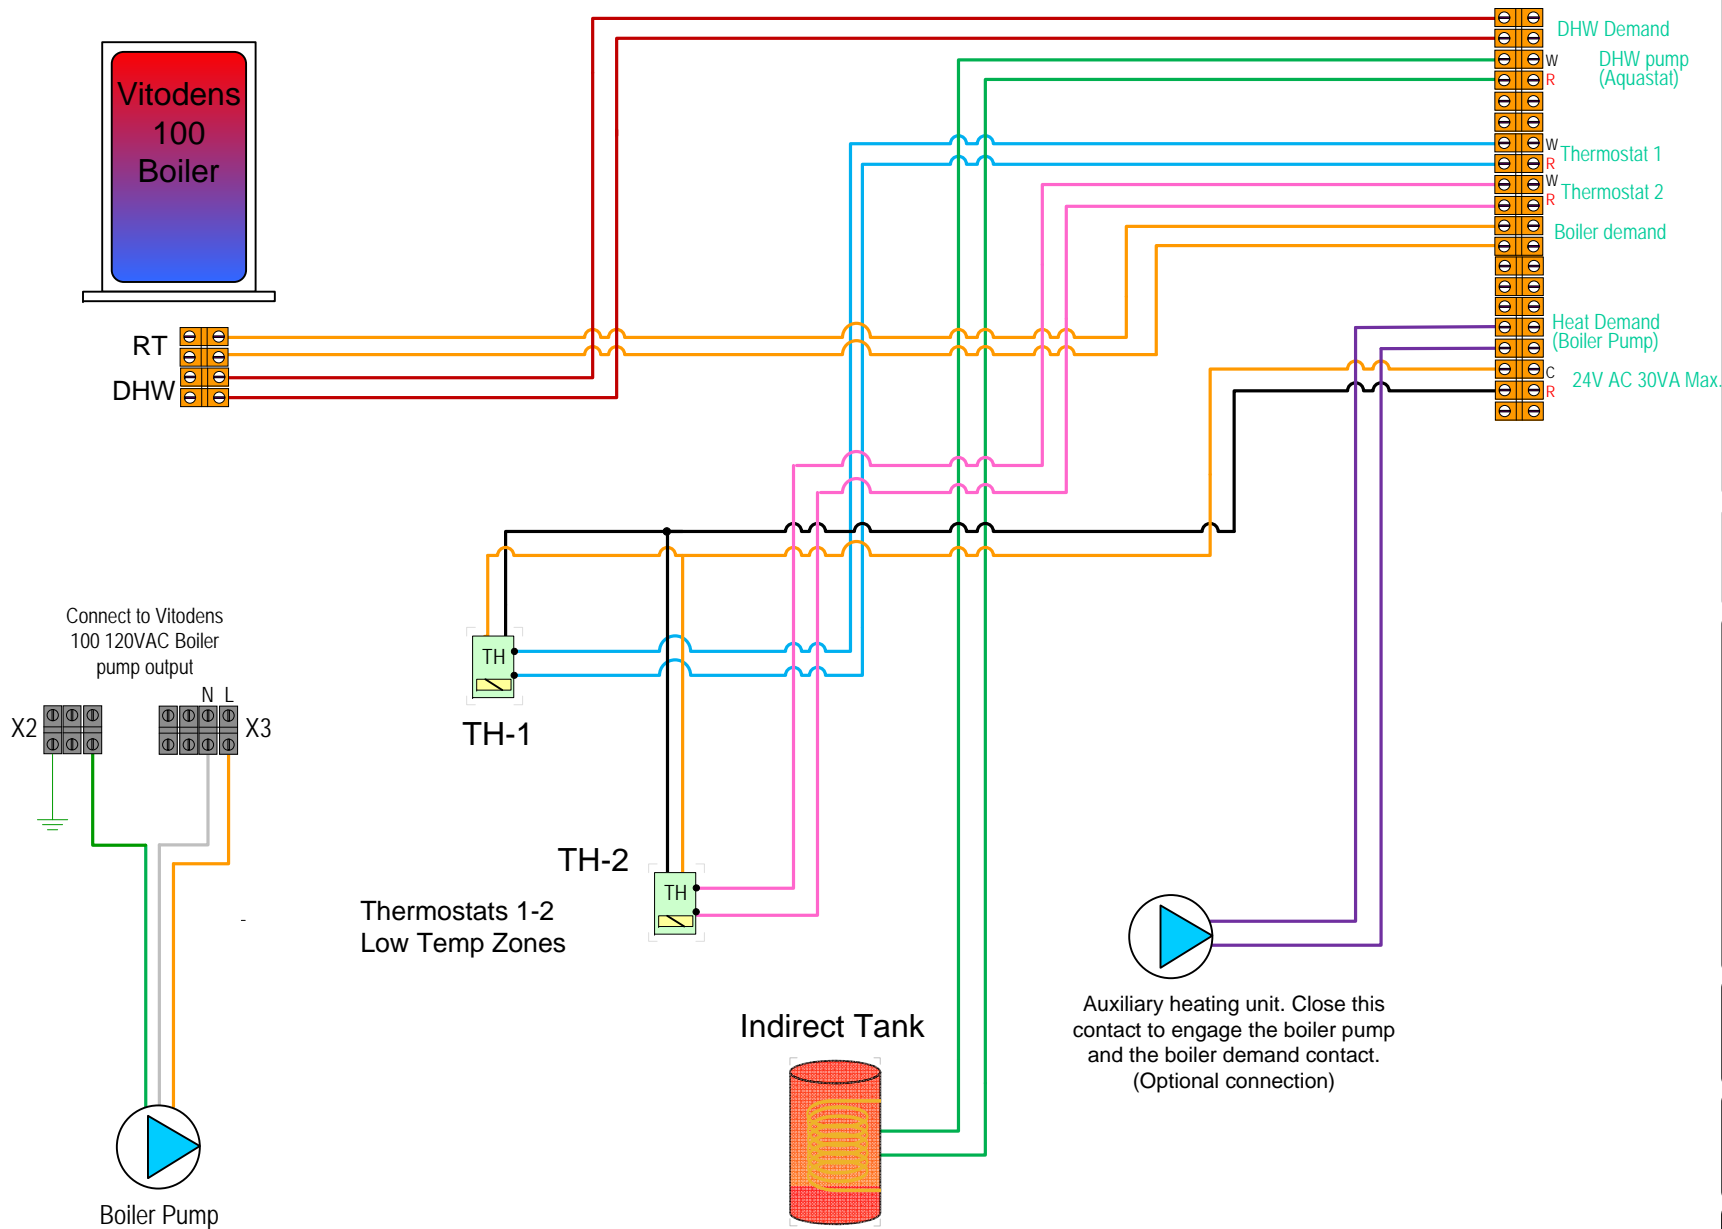 Vitodens
100
Boiler
RT
DHW
DHW Demand
W
DHW pump
R
(Aquastat)
W
Thermostat 1
R
W
Thermostat 2
R
Boiler demand
Heat Demand
(Boiler Pump)
C
24V AC 30VA Max.
R
Connect to Vitodens
100 120VAC Boiler
pump output
N L
X2
X3
TH
TH-1
TH-2
TH
Thermostats 1-2
Low Temp Zones
-
Auxiliary heating unit. Close this
contact to engage the boiler pump
and the boiler demand contact.
(Optional connection)
Indirect Tank
Boiler Pump